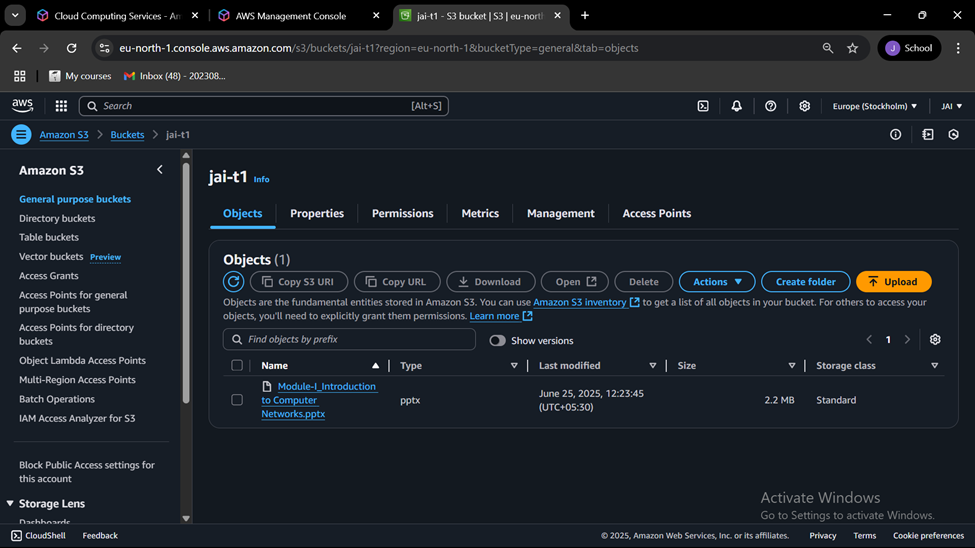 Cloud Computing Services - Am
AWS Management Console
jai-t1 - S3 bucket | S3 | eu-north
eu-north-1.console.aws.amazon.com/s3/buckets/jai-t1?region=eu-north-1&bucketType=general&tab=objects
J School
My courses
Inbox (48) - 202308...
aws
Search [Alt+S]
Europe (Stockholm) ▼
JAI ▼
Amazon S3 > Buckets > jai-t1
Amazon S3
General purpose buckets
Directory buckets
Table buckets
Vector buckets Preview
Access Grants
Access Points for general
purpose buckets
Access Points for directory
buckets
Object Lambda Access Points
Multi-Region Access Points
Batch Operations
IAM Access Analyzer for S3
Block Public Access settings for
this account
Storage Lens
Dashboards
jai-t1 Info
Objects Properties Permissions Metrics Management Access Points
Objects (1)
Copy S3 URI Copy URL Download Open Delete Actions Create folder Upload
Objects are the fundamental entities stored in Amazon S3. You can use Amazon S3 inventory to get a list of all objects in your bucket. For others to access your
objects, you'll need to explicitly grant them permissions. Learn more
Find objects by prefix
Show versions
1
Name Type Last modified Size Storage class
Module-I_Introduction
to Computer
Networks.pptx
pptx
June 25, 2025, 12:23:45
(UTC+05:30)
2.2 MB
Standard
Activate Windows
Go to Settings to activate Windows.
CloudShell Feedback © 2025, Amazon Web Services, Inc. or its affiliates. Privacy Terms Cookie preferences